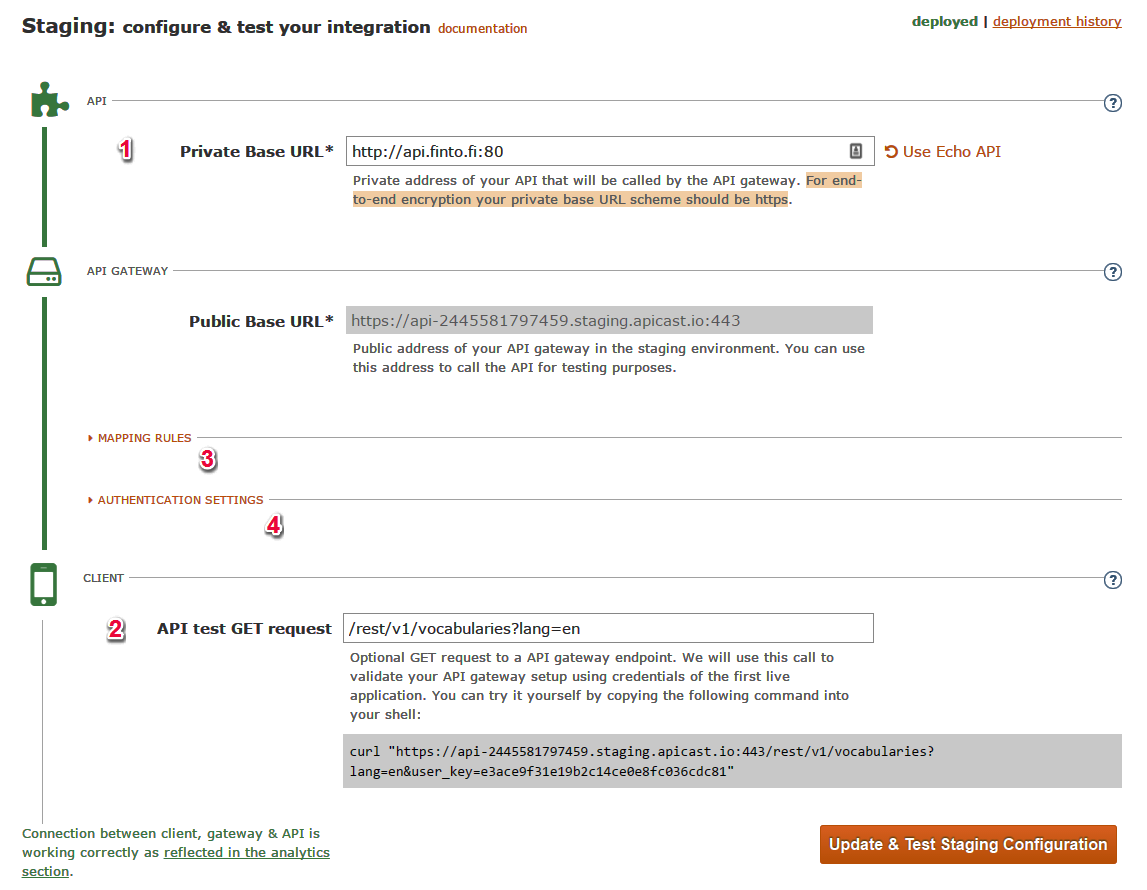 Staging: configure & test your integration documentation
deployed | deployment history
API
?
1
Private Base URL*
http://api.finto.fi:80
Use Echo API
Private address of your API that will be called by the API gateway. For end-
to-end encryption your private base URL scheme should be https.
API GATEWAY
?
Public Base URL*
https://api-2445581797459.staging.apicast.io:443
Public address of your API gateway in the staging environment. You can use
this address to call the API for testing purposes.
MAPPING RULES
3
AUTHENTICATION SETTINGS
4
CLIENT
?
2
API test GET request
/rest/v1/vocabularies?lang=en
Optional GET request to a API gateway endpoint. We will use this call to
validate your API gateway setup using credentials of the first live
application. You can try it yourself by copying the following command into
your shell:
curl "https://api-2445581797459.staging.apicast.io:443/rest/v1/vocabularies?
lang=en&user_key=e3ace9f31e19b2c14ce0e8fc036cdc81"
Connection between client, gateway & API is
working correctly as reflected in the analytics
section.
Update & Test Staging Configuration